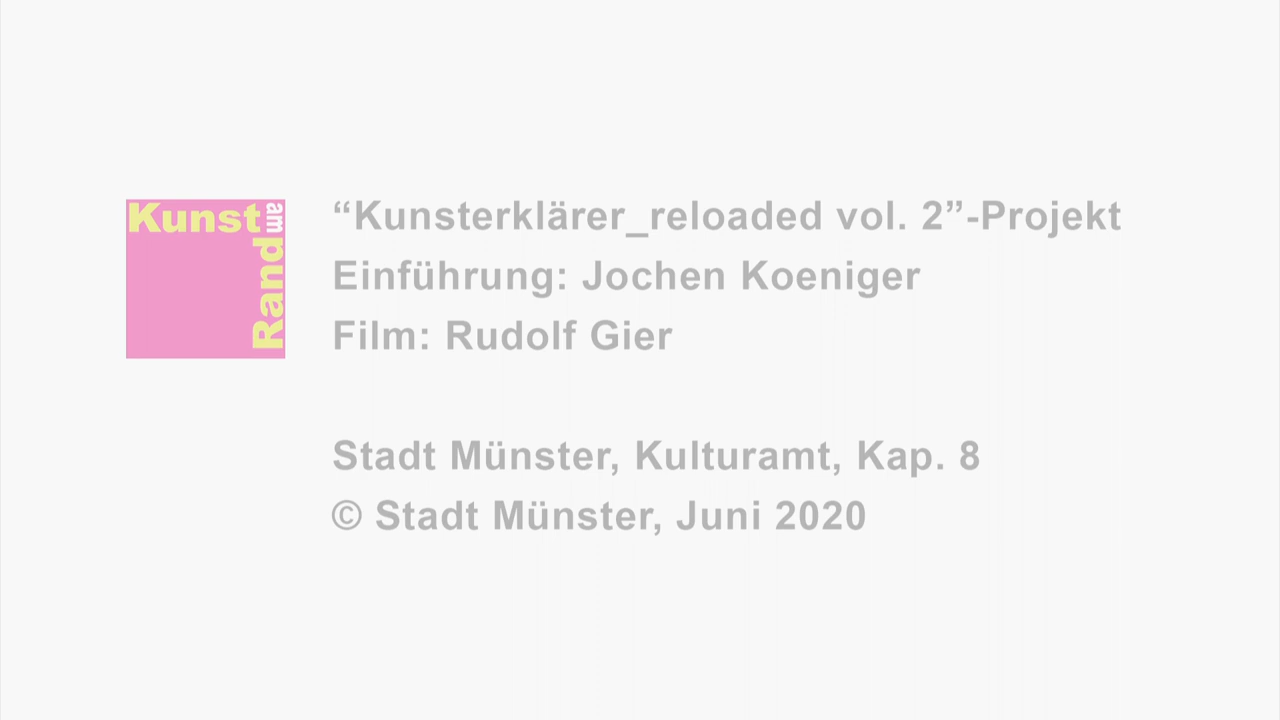 Kunst am Rand
“Kunsterklärer_reloaded vol. 2”-Projekt
Einführung: Jochen Koeniger
Film: Rudolf Gier
Stadt Münster, Kulturamt, Kap. 8
© Stadt Münster, Juni 2020